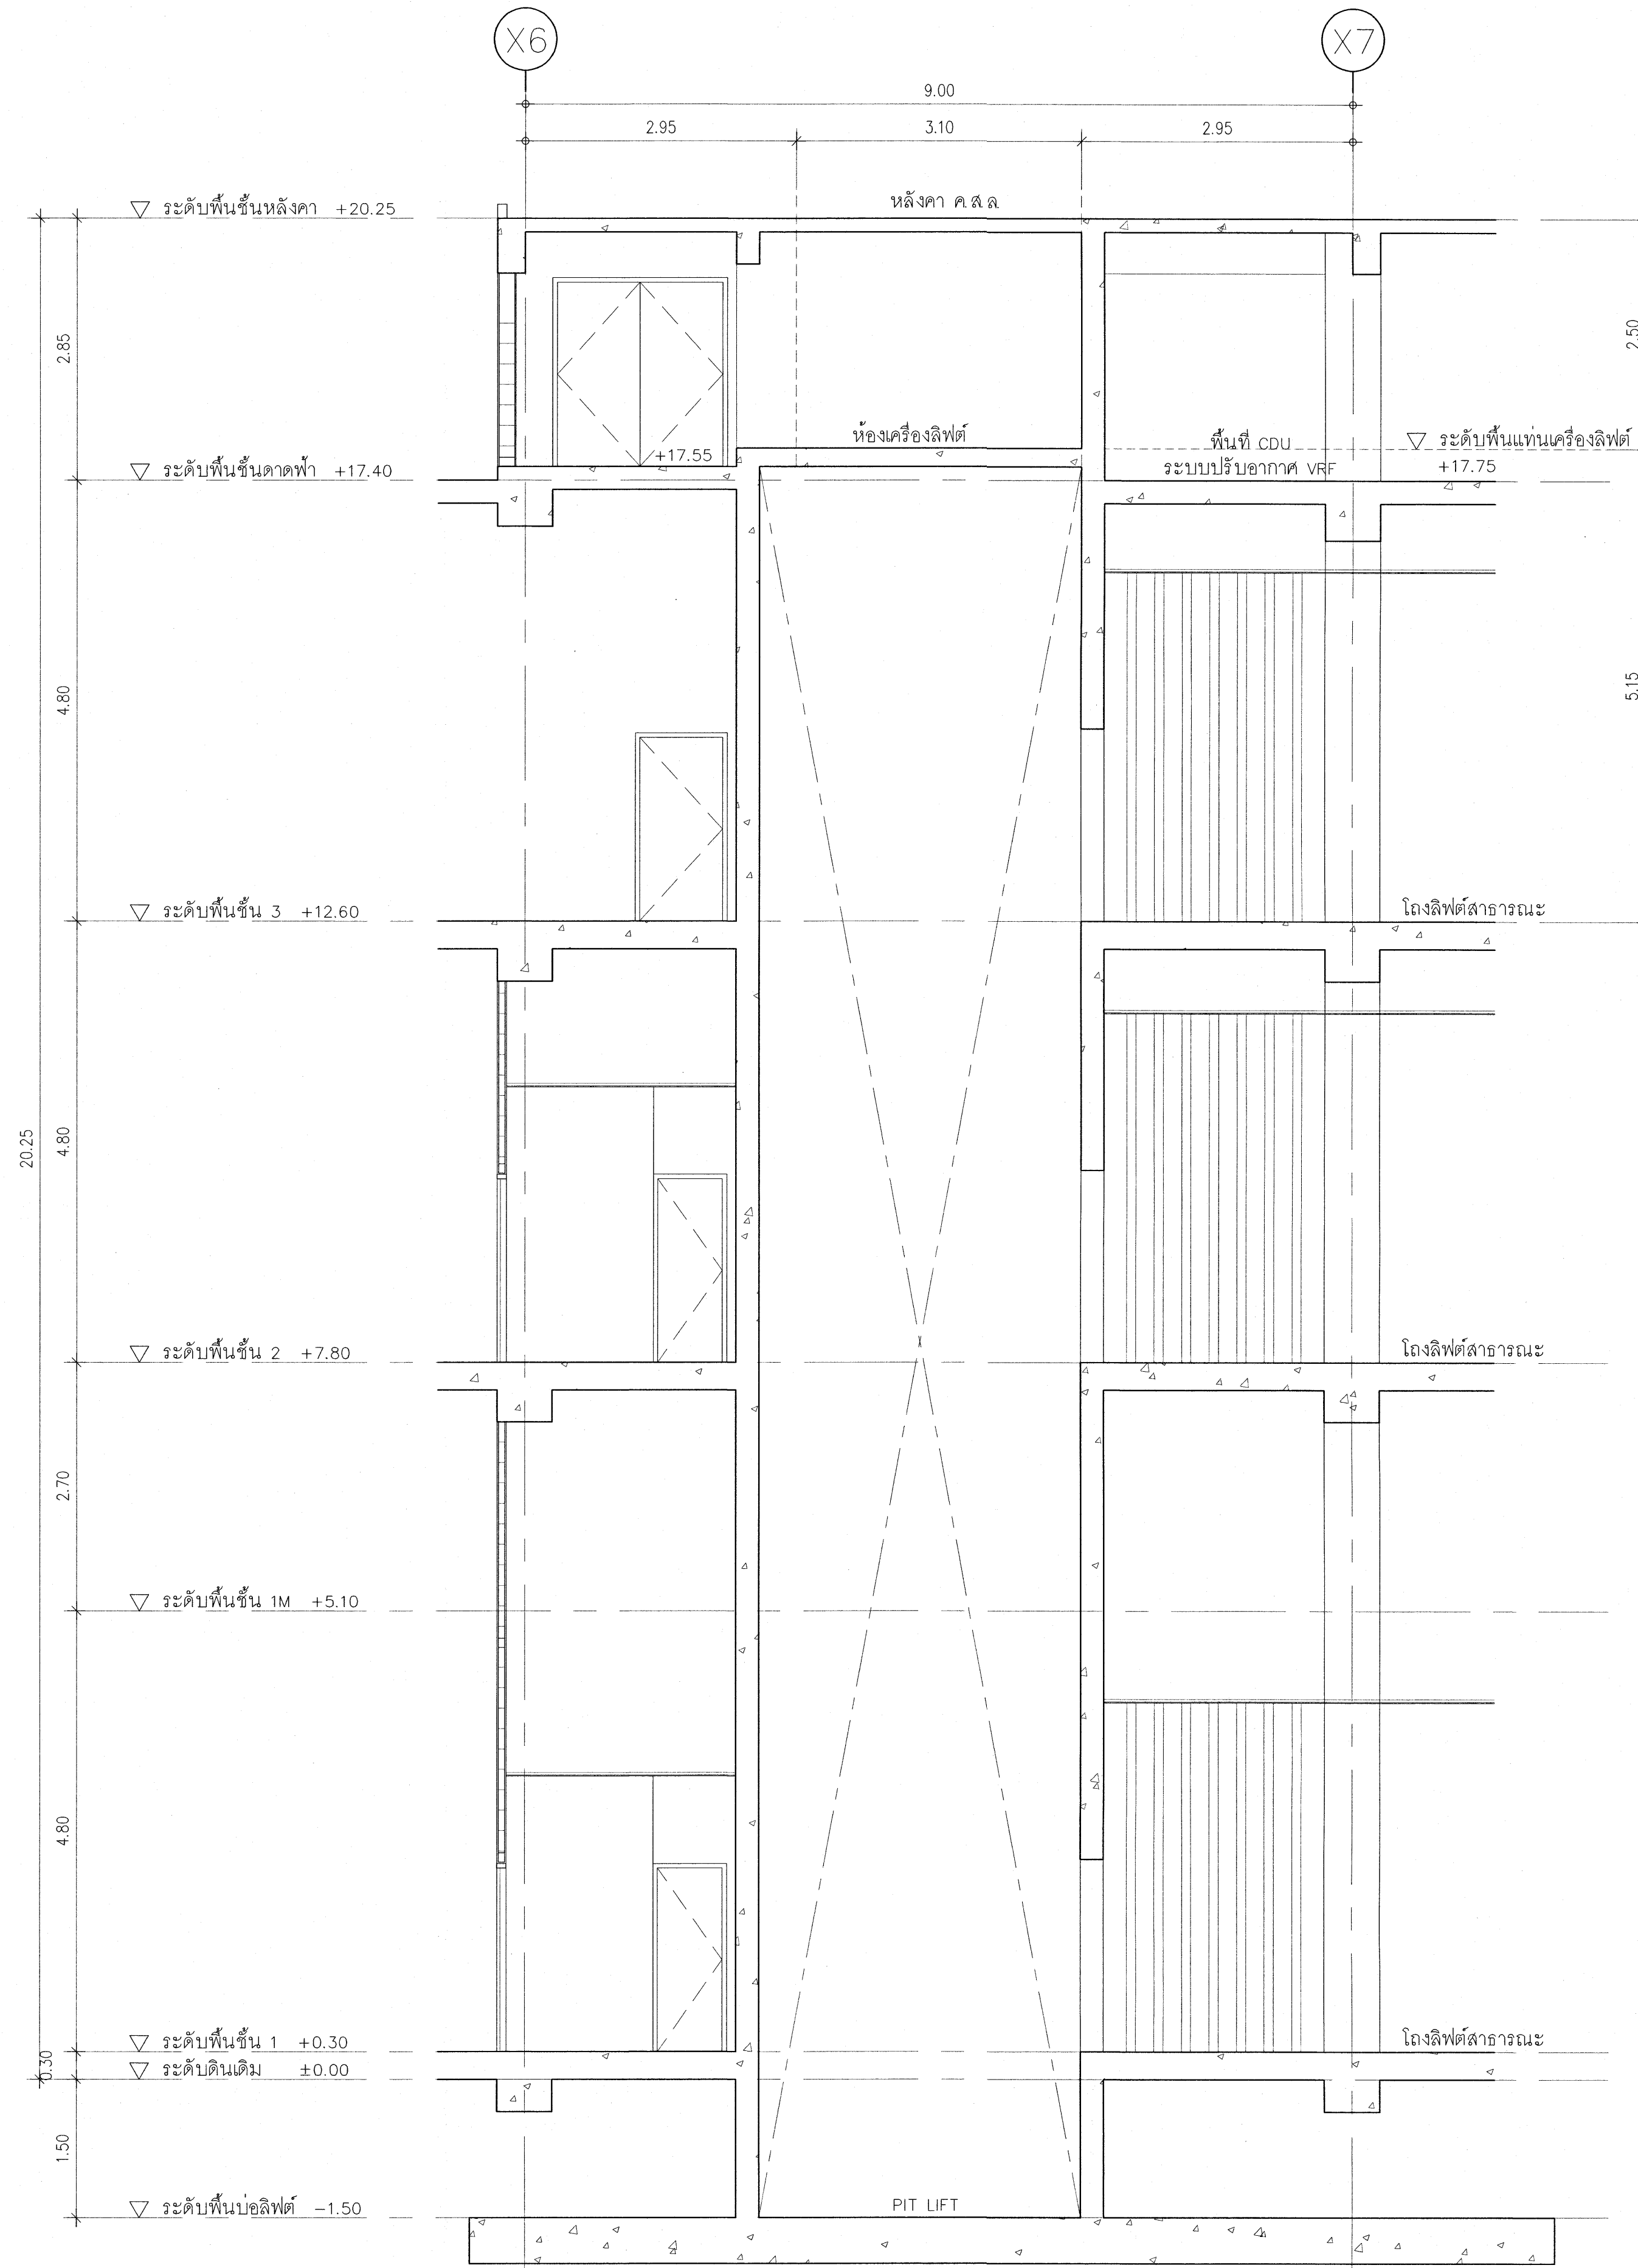 X6 X7
9.00
2.95 3.10 2.95
ระดับพื้นชั้นหลังคา +20.25
หลังคา ค.ส.ล.
2.85
2.50
ห้องเครื่องลิฟต์
พื้นที่ CDU
ระบบปรับอากาศ VRF
ระดับพื้นแท่นเครื่องลิฟต์
+17.75
+17.55
ระดับพื้นชั้นดาดฟ้า +17.40
4.80
5.15
ระดับพื้นชั้น 3 +12.60
โถงลิฟต์สาธารณะ
20.25
4.80
ระดับพื้นชั้น 2 +7.80
โถงลิฟต์สาธารณะ
2.70
ระดับพื้นชั้น 1M +5.10
4.80
ระดับพื้นชั้น 1 +0.30
โถงลิฟต์สาธารณะ
0.30
ระดับดินเดิม ±0.00
1.50
ระดับพื้นบ่อลิฟต์ -1.50
PIT LIFT